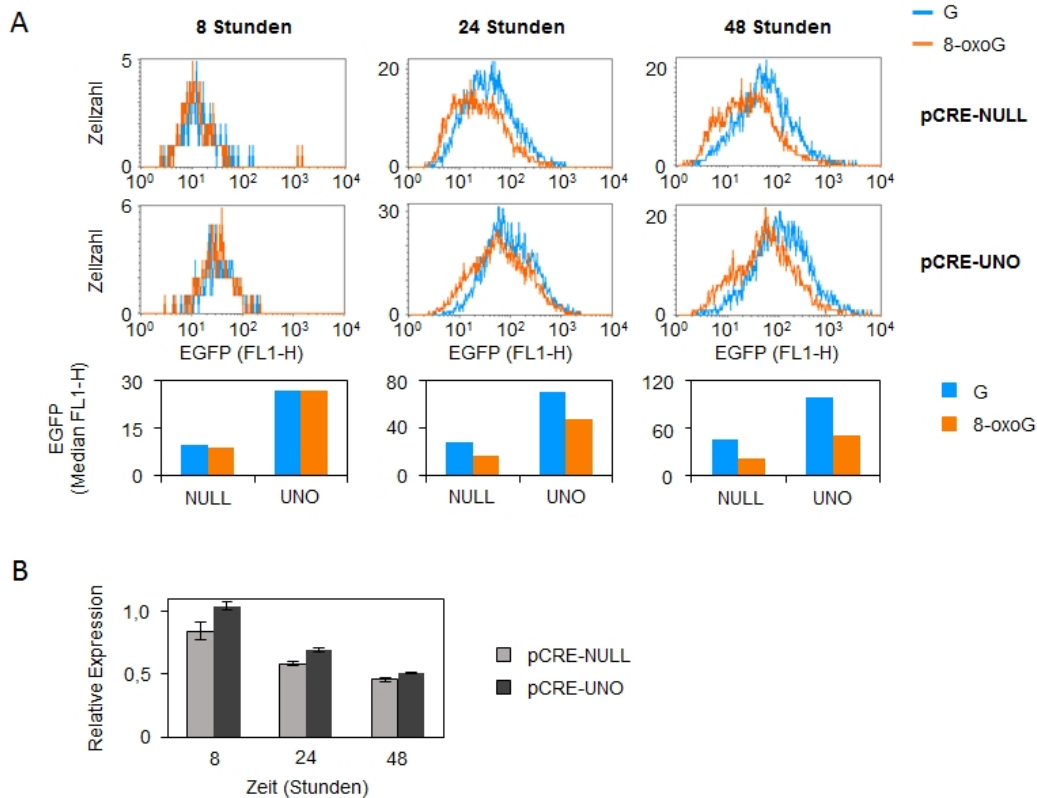 A
8 Stunden
24 Stunden
48 Stunden
G
8-oxoG
Zellzahl
5
0
10⁰ 10¹ 10² 10³ 10⁴
20
0
10⁰ 10¹ 10² 10³ 10⁴
20
0
10⁰ 10¹ 10² 10³ 10⁴
pCRE-NULL
Zellzahl
6
0
10⁰ 10¹ 10² 10³ 10⁴
EGFP (FL1-H)
30
0
10⁰ 10¹ 10² 10³ 10⁴
EGFP (FL1-H)
20
0
10⁰ 10¹ 10² 10³ 10⁴
EGFP (FL1-H)
pCRE-UNO
EGFP
(Median FL1-H)
30
15
0
NULL UNO
80
40
0
NULL UNO
120
60
0
NULL UNO
G
8-oxoG
B
Relative Expression
1,0
0,5
0
8 24 48
Zeit (Stunden)
pCRE-NULL
pCRE-UNO